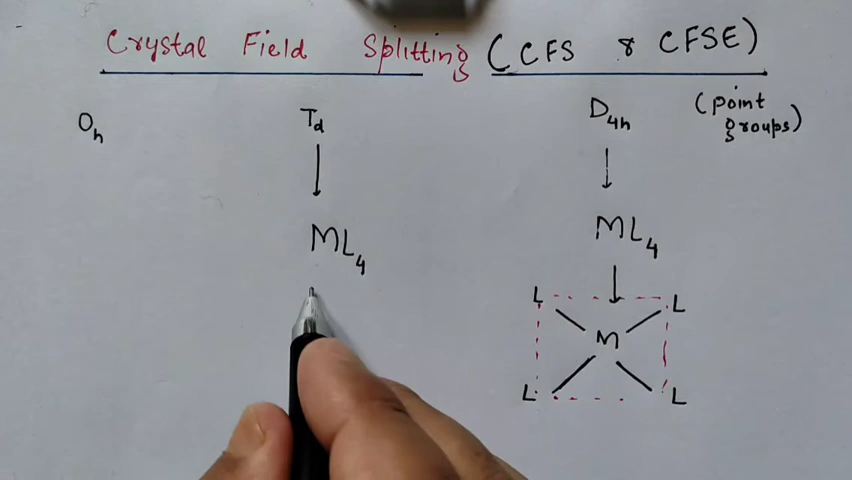 Crystal Field Splitting (CFS & CFSE)
Oh Td D4h (point groups)
ML4 ML4
L L
M
L L